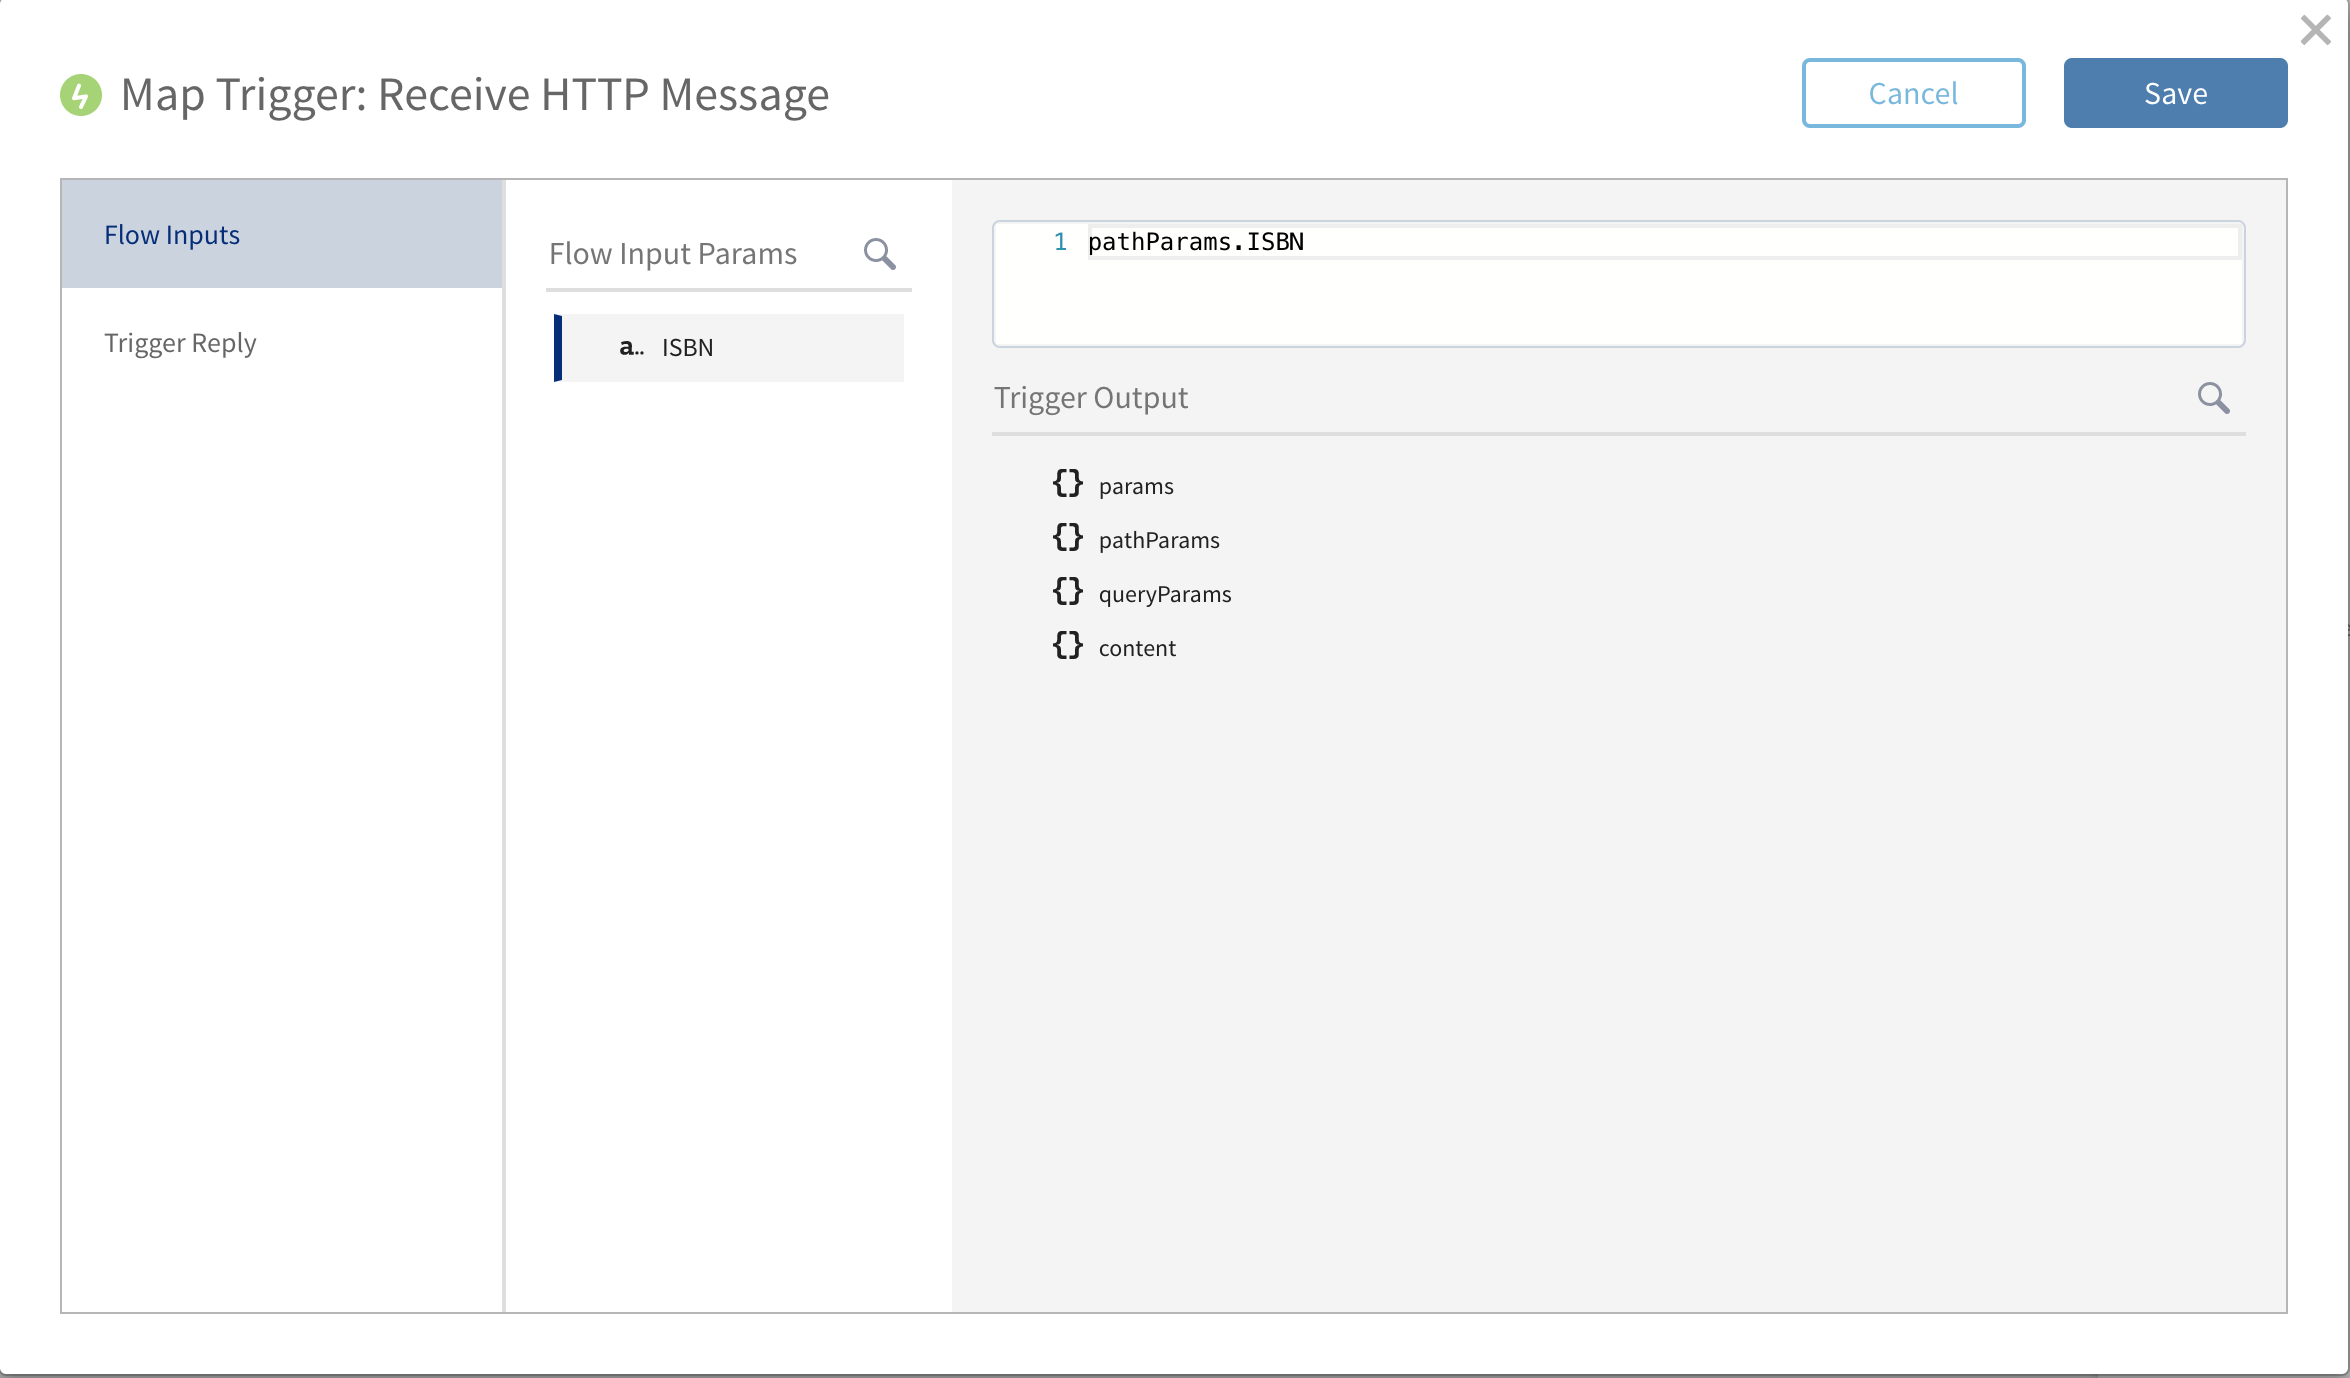 Map Trigger: Receive HTTP Message
Cancel
Save
Flow Inputs
Trigger Reply
Flow Input Params
a.. ISBN
1 pathParams.ISBN
Trigger Output
{} params
{} pathParams
{} queryParams
{} content